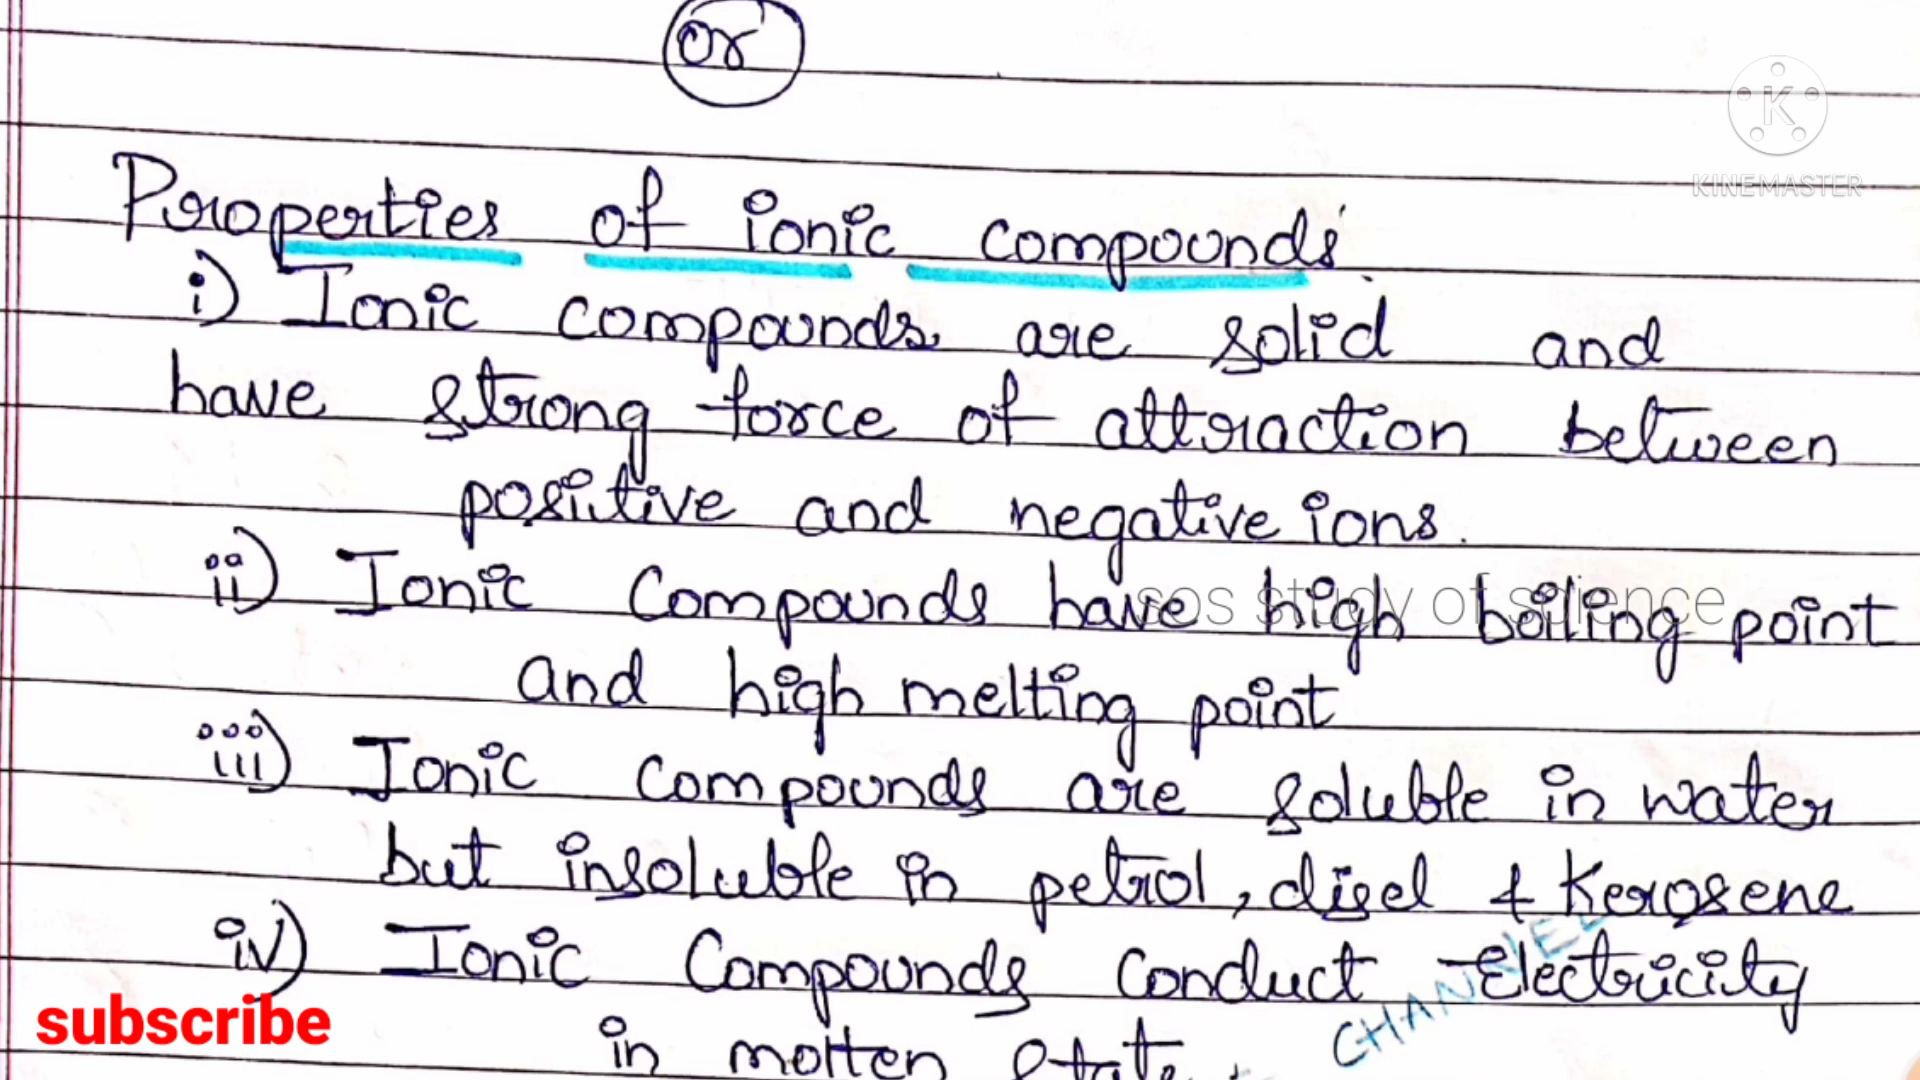 or
K
KINEMASTER
Properties of ionic compounds
i) Ionic compounds are solid and
have strong force of attraction between
positive and negative ions.
ii) Ionic Compounds have high boiling point
sos study of science
and high melting point
iii) Ionic Compounds are soluble in water
but insoluble in petrol, disel & Kerosene
iv) Ionic Compounds Conduct Electricity
CHANNEL
subscribe
in molten state